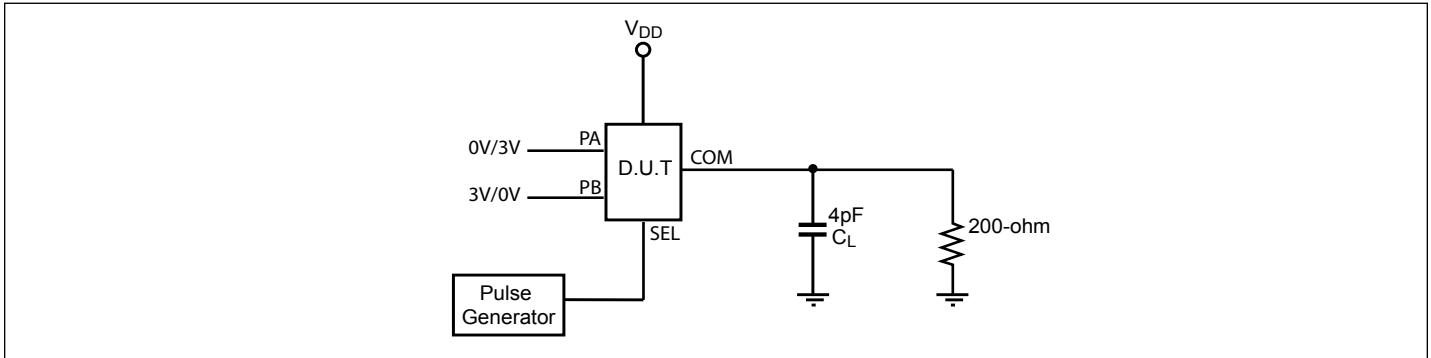 VDD
0V/3V
PA
D.U.T
COM
3V/0V
PB
SEL
4pF
CL
200-ohm
Pulse
Generator